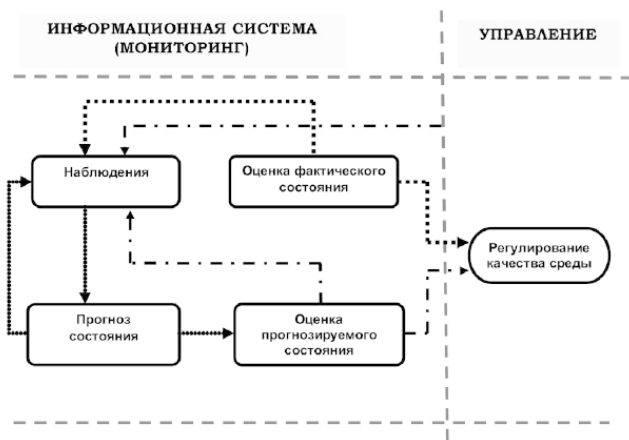 ИНФОРМАЦИОННАЯ СИСТЕМА
(МОНИТОРИНГ)
УПРАВЛЕНИЕ
Наблюдения
Оценка фактического
состояния
Регулирование
качества среды
Прогноз
состояния
Оценка
прогнозируемого
состояния